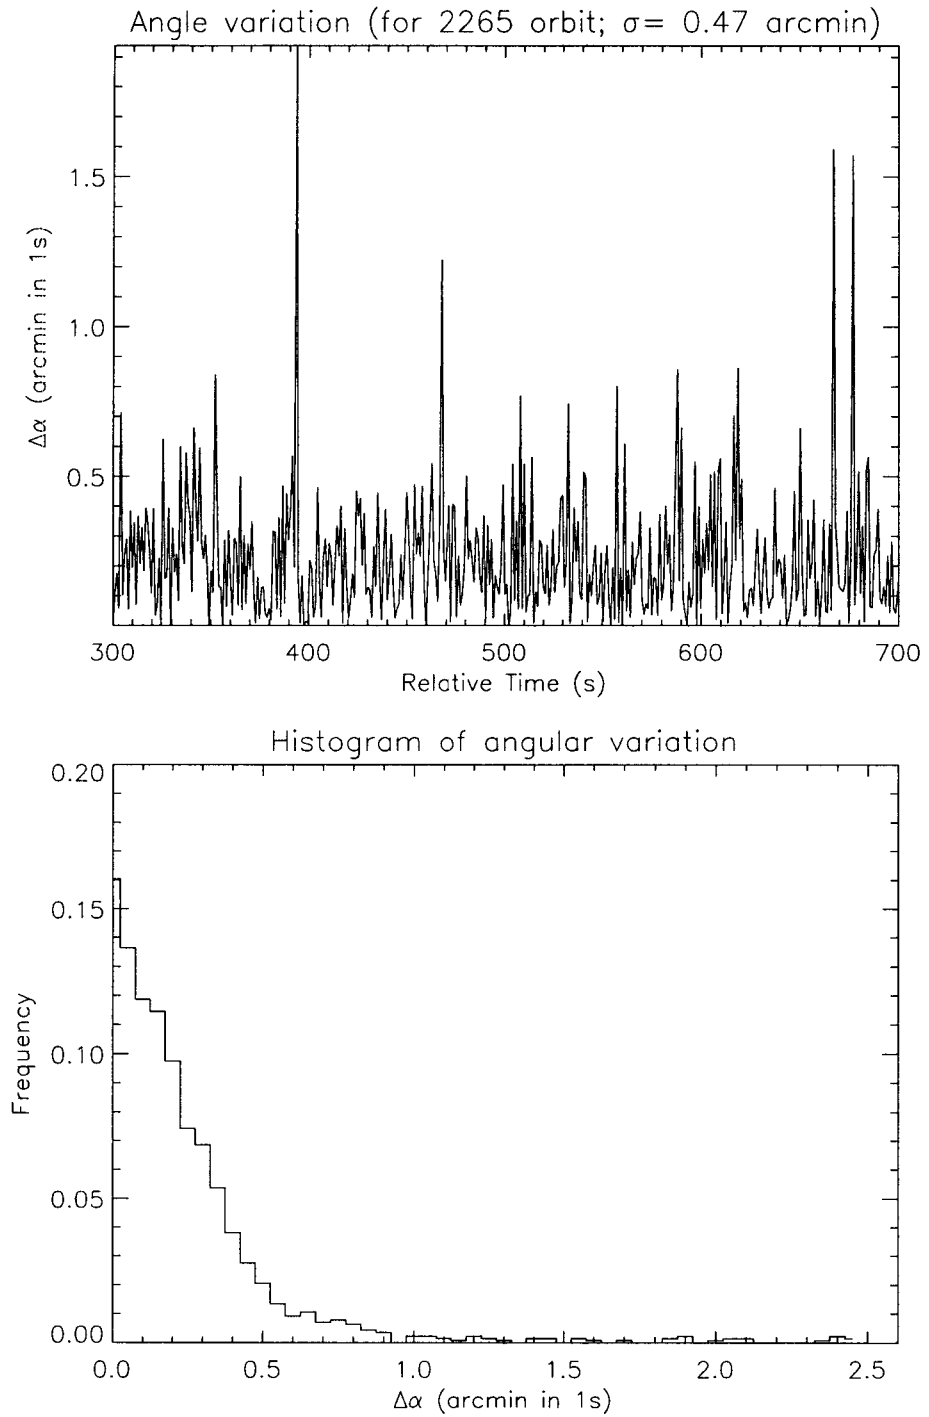 Angle variation (for 2265 orbit; σ= 0.47 arcmin)
Δα (arcmin in 1s)
1.5
1.0
0.5
300 400 500 600 700
Relative Time (s)
Histogram of angular variation
Frequency
0.20
0.15
0.10
0.05
0.00
0.0 0.5 1.0 1.5 2.0 2.5
Δα (arcmin in 1s)